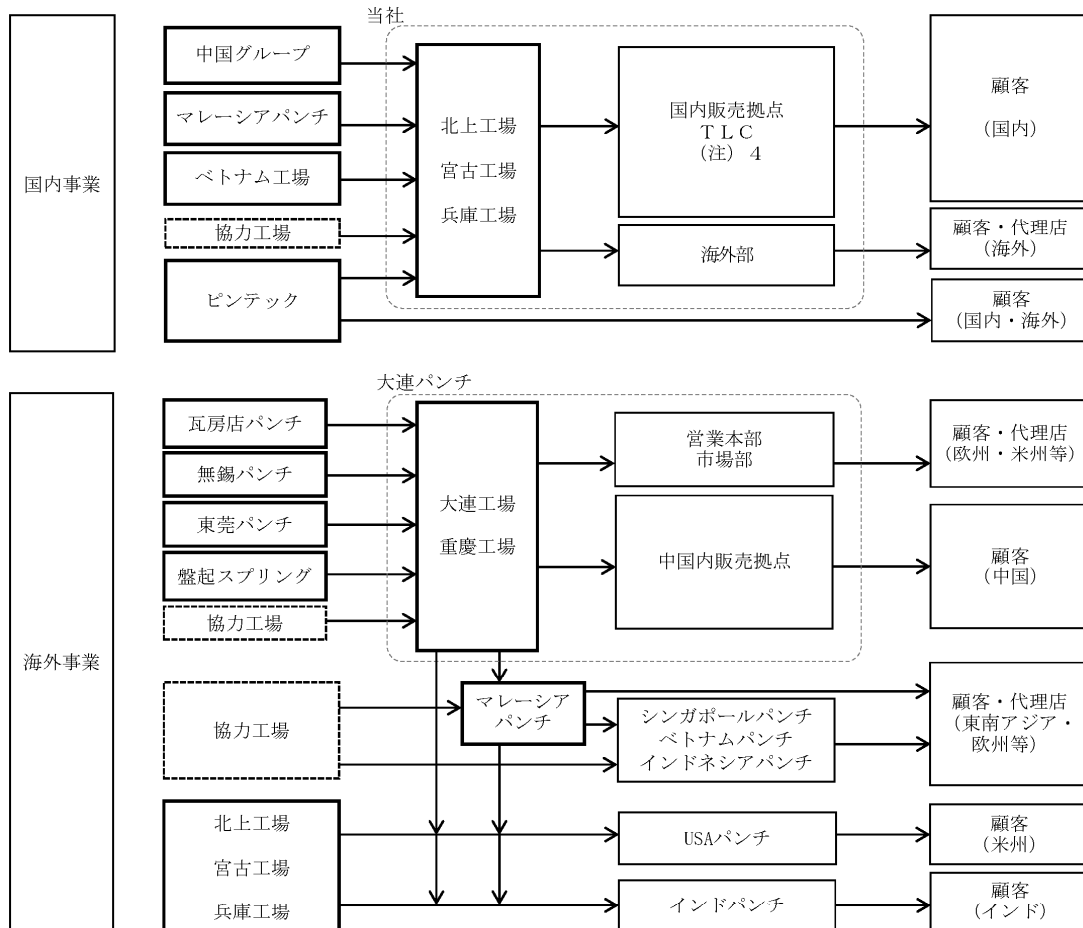 国内事業
中国グループ
マレーシアパンチ
ベトナム工場
協力工場
ピンテック
当社
北上工場
宮古工場
兵庫工場
国内販売拠点
ＴＬＣ
(注)４
海外部
顧客
(国内)
顧客・代理店
(海外)
顧客
(国内・海外)
海外事業
瓦房店パンチ
無錫パンチ
東莞パンチ
盤起スプリング
協力工場
大連パンチ
大連工場
重慶工場
営業本部
市場部
中国内販売拠点
顧客・代理店
(欧州・米州等)
顧客
(中国)
協力工場
マレーシア
パンチ
シンガポールパンチ
ベトナムパンチ
インドネシアパンチ
顧客・代理店
(東南アジア・
欧州等)
北上工場
宮古工場
兵庫工場
USAパンチ
インドパンチ
顧客
(米州)
顧客
(インド)